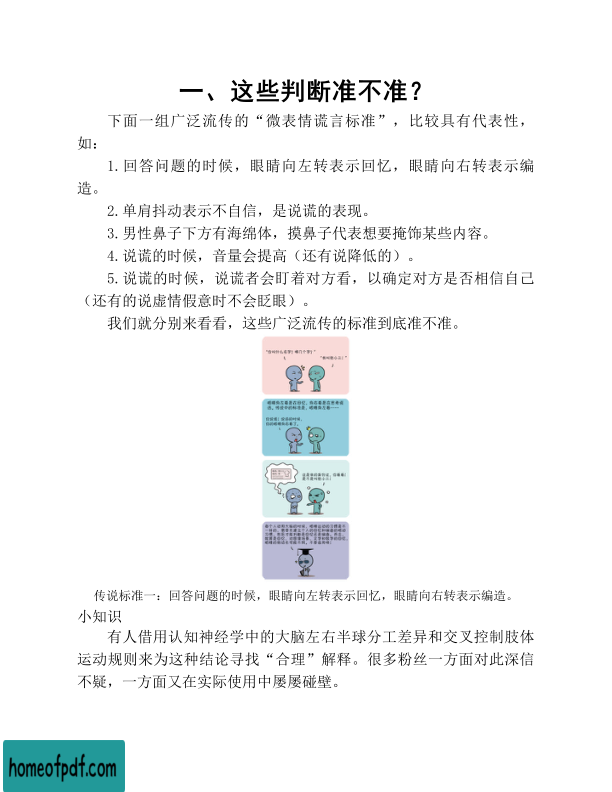 一、这些判断准不准？
下面一组广泛流传的“微表情谎言标准”，比较具有代表性，
如：
1.回答问题的时候，眼睛向左转表示回忆，眼睛向右转表示编
造。
2.单肩抖动表示不自信，是说谎的表现。
3.男性鼻子下方有海绵体，摸鼻子代表想要掩饰某些内容。
4.说谎的时候，音量会提高（还有说降低的）。
5.说谎的时候，说谎者会盯着对方看，以确定对方是否相信自己
（还有的说虚情假意时不会眨眼）。
我们就分别来看看，这些广泛流传的标准到底准不准。
传说标准一：回答问题的时候，眼睛向左转表示回忆，眼睛向右转表示编造。
小知识
有人借用认知神经学中的大脑左右半球分工差异和交叉控制肢体
运动规则来为这种结论寻找“合理”解释。很多粉丝一方面对此深信
不疑，一方面又在实际使用中屡屡碰壁。
homeofpdf.com